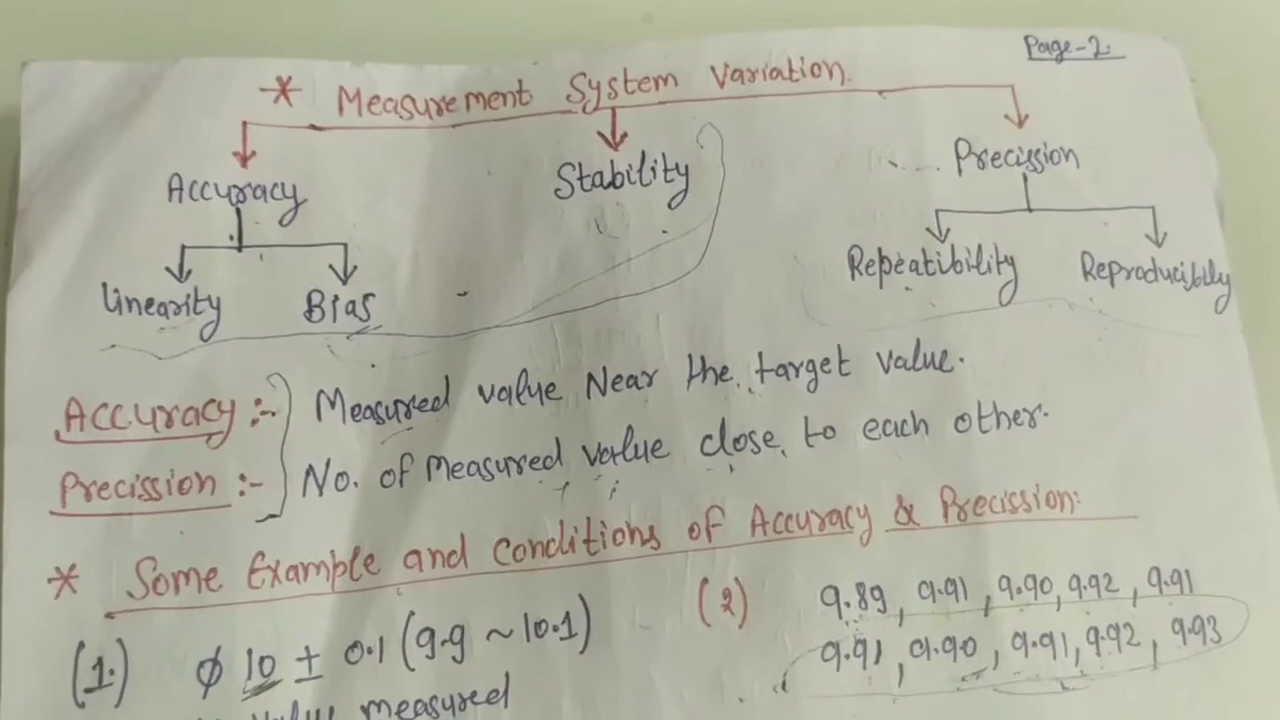 Page-2.
* Measurement System Variation.
Accuracy Stability Precission
Linearity Bias Repeatibility Reproducibily
Accuracy :- Measured value Near the target value.
Precission :- No. of measured value close to each other.
* Some Example and conditions of Accuracy & Precission:
(1.) φ 10 ± 0.1 (9.9 ~ 10.1) (2) 9.89, 9.91, 9.90, 9.92, 9.91
9.91, 9.90, 9.91, 9.92, 9.93
value measured